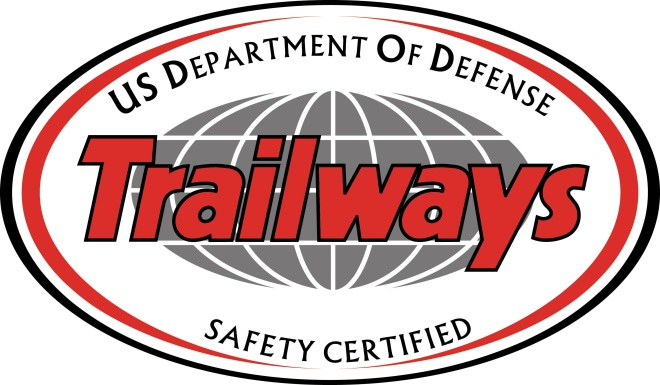 US DEPARTMENT OF DEFENSE
Trailways
SAFETY CERTIFIED